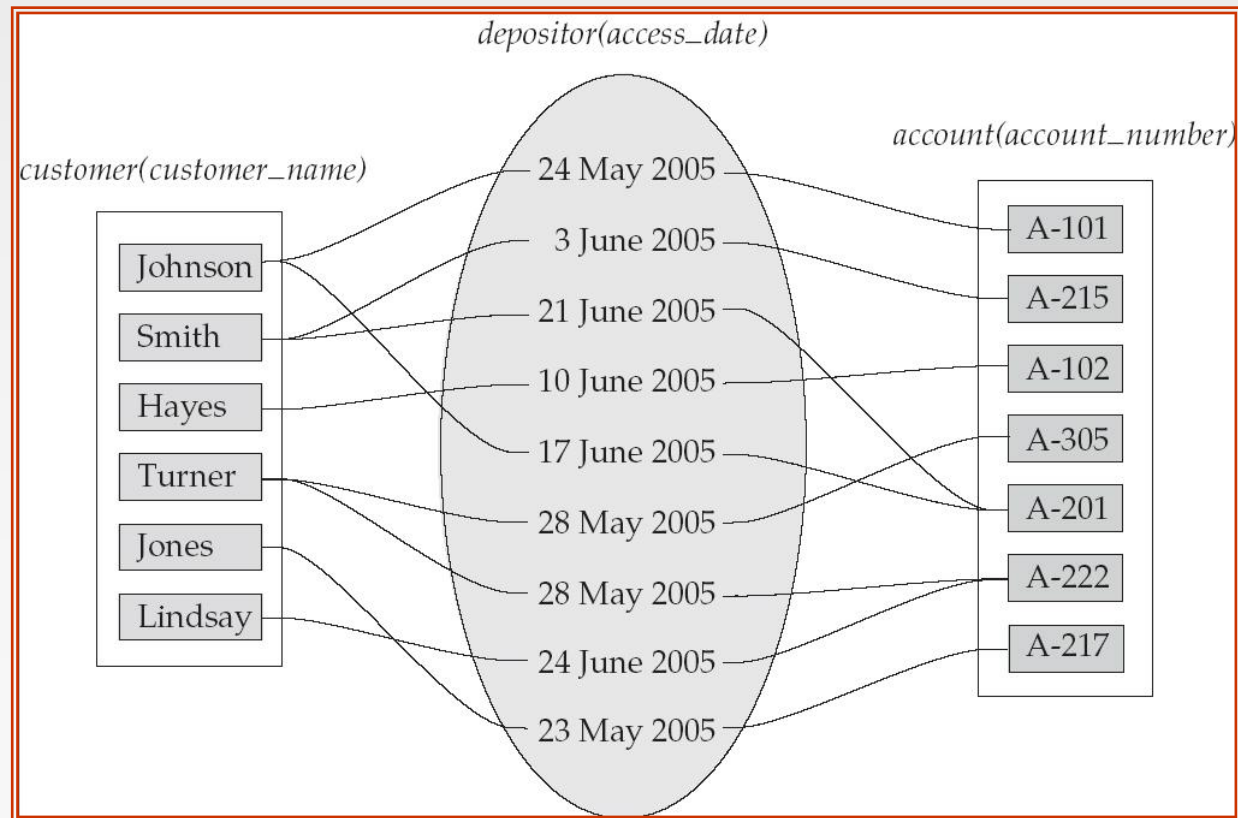 depositor(access_date)
customer(customer_name)
account(account_number)
Johnson
Smith
Hayes
Turner
Jones
Lindsay
24 May 2005
3 June 2005
21 June 2005
10 June 2005
17 June 2005
28 May 2005
28 May 2005
24 June 2005
23 May 2005
A-101
A-215
A-102
A-305
A-201
A-222
A-217